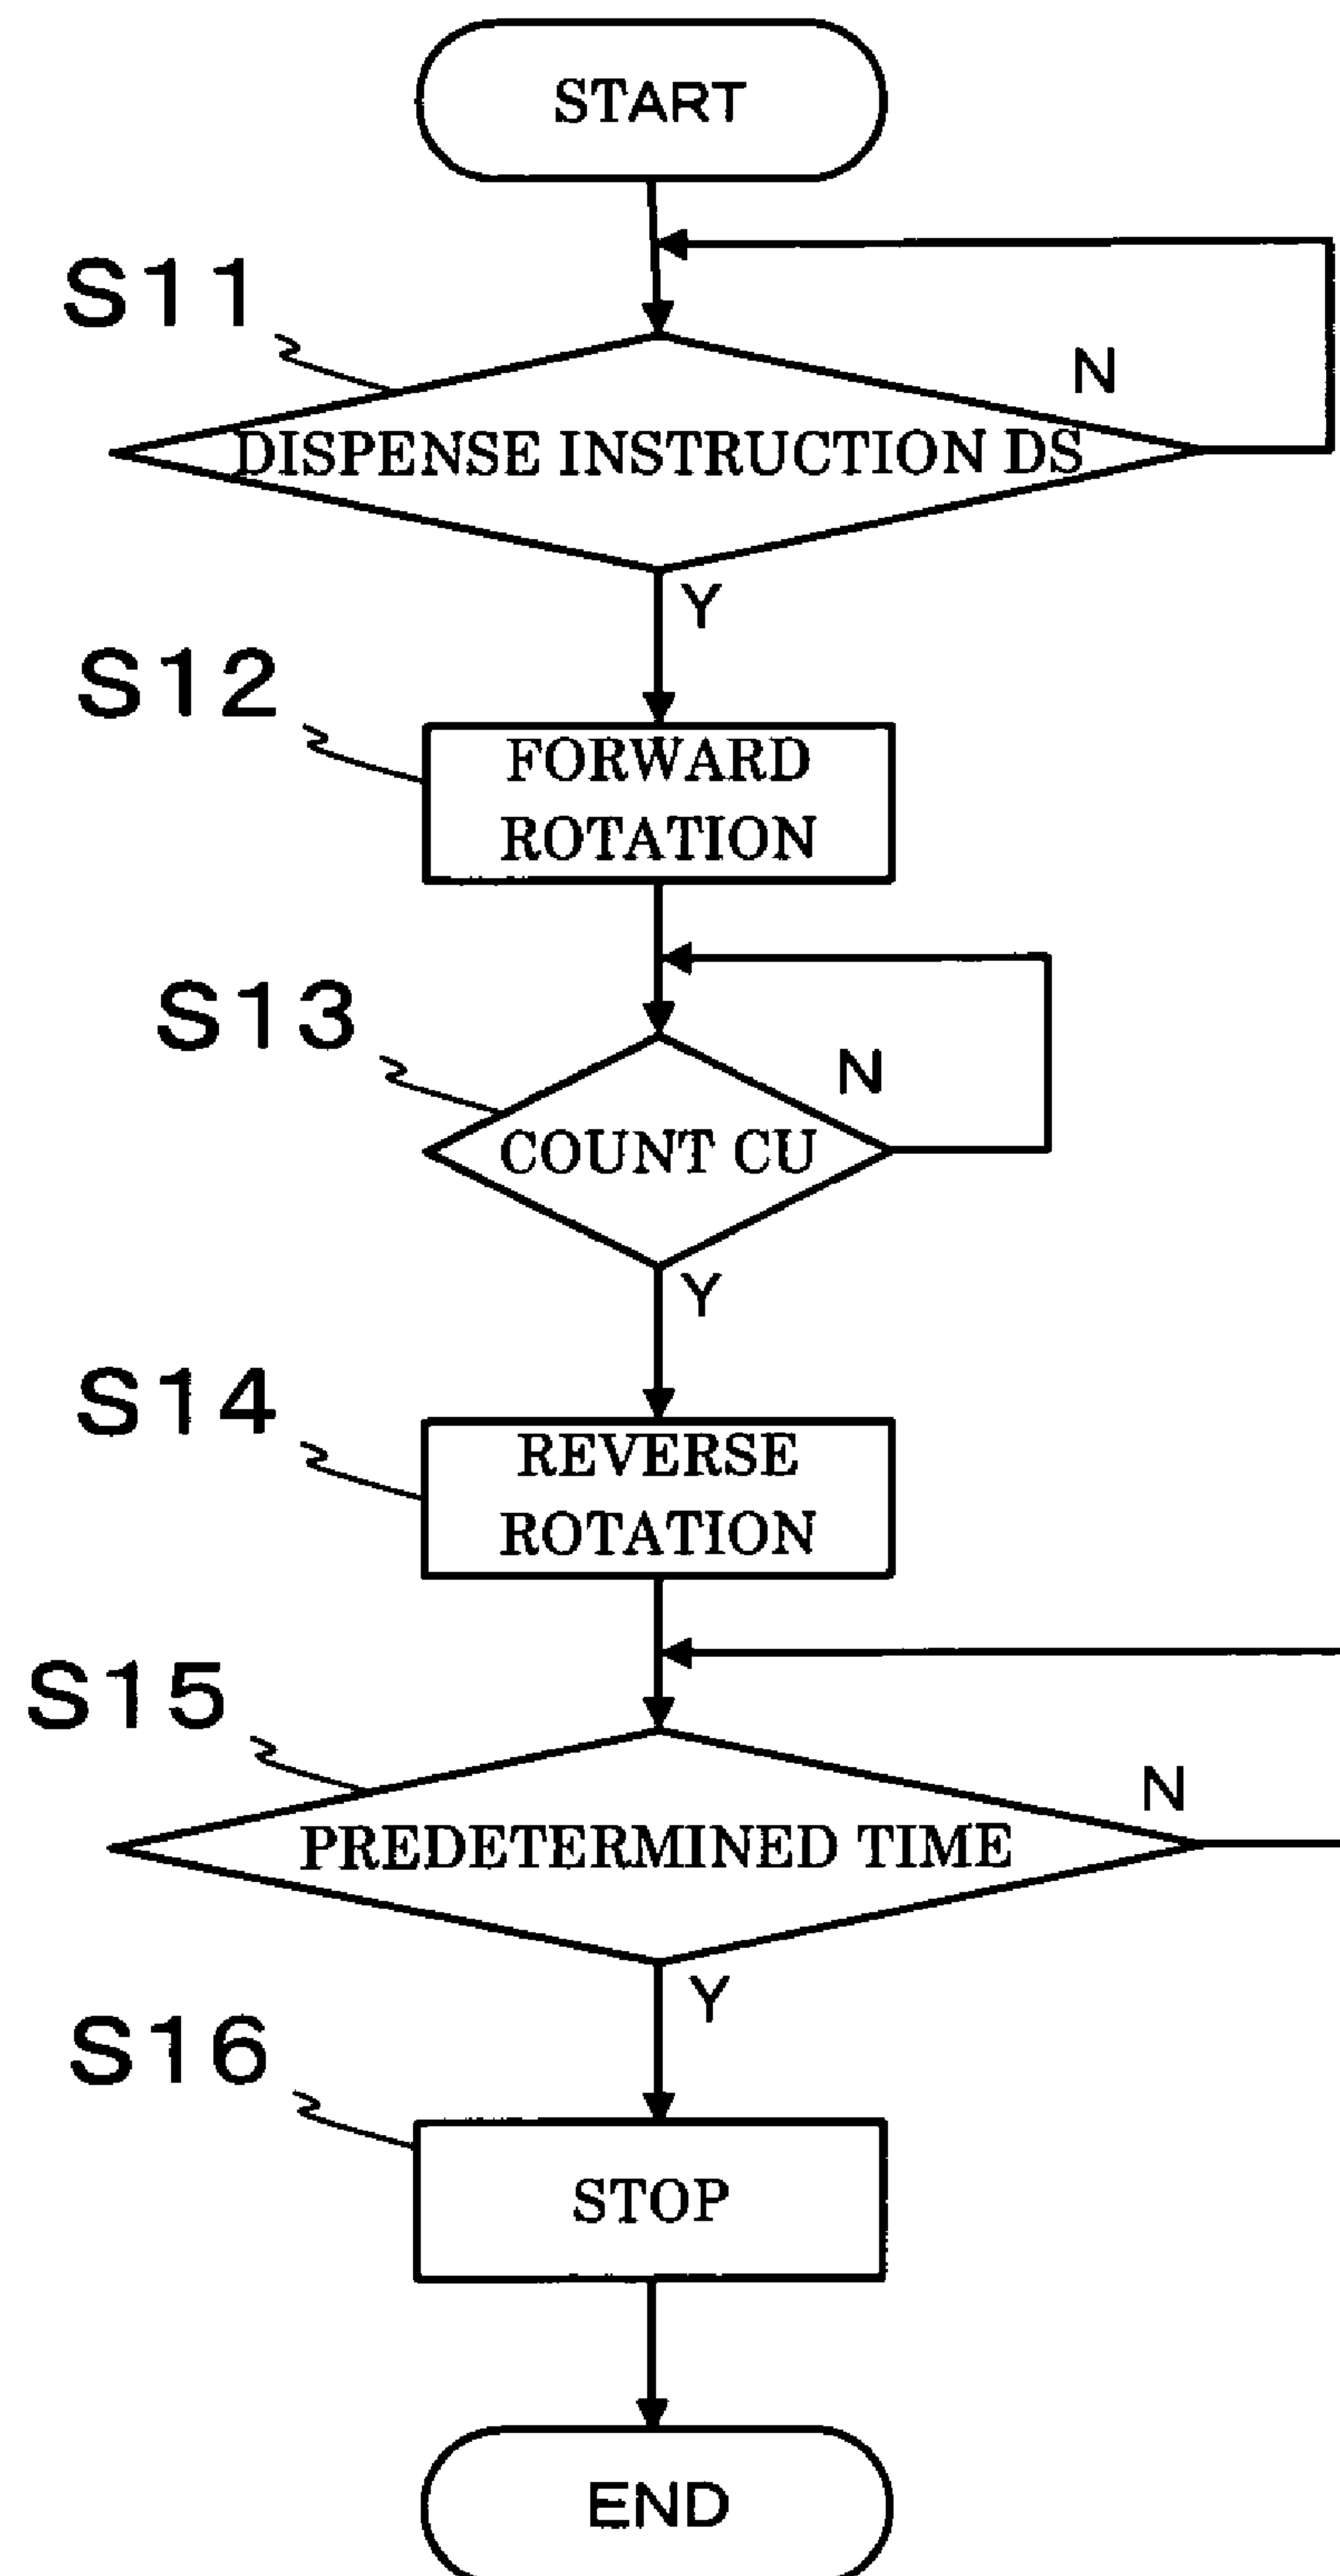 START
S11
N
DISPENSE INSTRUCTION DS
Y
S12
FORWARD
ROTATION
S13
N
COUNT CU
Y
S14
REVERSE
ROTATION
S15
N
PREDETERMINED TIME
Y
S16
STOP
END